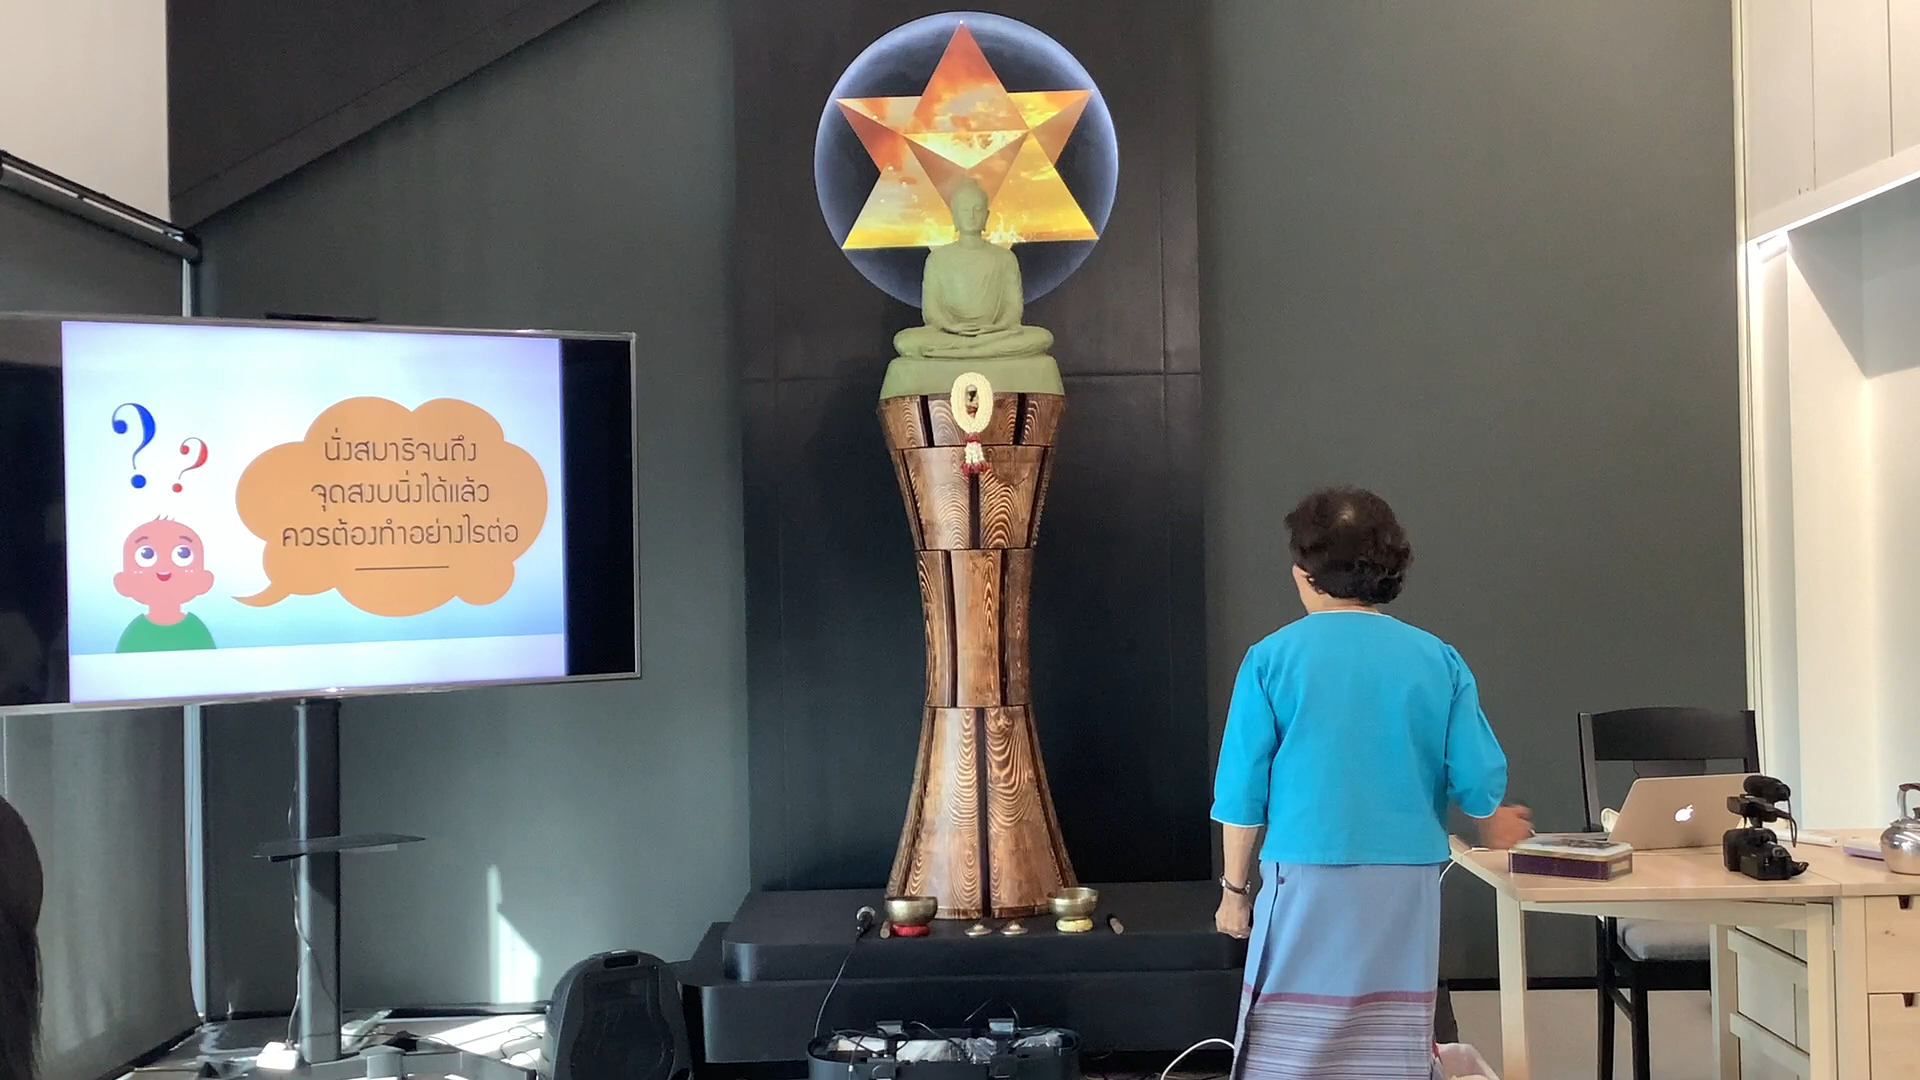 ? ?
นั่งสมาธิจนถึง
จุดสงบนิ่งได้แล้ว
ควรต้องทำอย่างไรต่อ